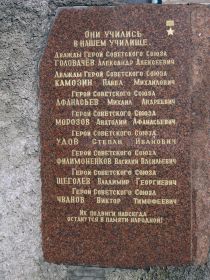 ОНИ УЧИЛИСЬ
В НАШЕМ УЧИЛИЩЕ.
ДВАЖДЫ ГЕРОЙ СОВЕТСКОГО СОЮЗА
ГОЛОВАЧЁВ АЛЕКСАНДР АЛЕКСЕЕВИЧ
ДВАЖДЫ ГЕРОЙ СОВЕТСКОГО СОЮЗА
КАМОЗИН ПАВЕЛ МИХАЙЛОВИЧ
ГЕРОЙ СОВЕТСКОГО СОЮЗА
АФАНАСЬЕВ МИХАИЛ АНДРЕЕВИЧ
ГЕРОЙ СОВЕТСКОГО СОЮЗА
МОРОЗОВ АНАТОЛИЙ АФАНАСЬЕВИЧ
ГЕРОЙ СОВЕТСКОГО СОЮЗА
УДОВ СТЕПАН ИВАНОВИЧ
ГЕРОЙ СОВЕТСКОГО СОЮЗА
ФИЛИМОНЕНКОВ ВАСИЛИЙ ВАСИЛЬЕВИЧ
ГЕРОЙ СОВЕТСКОГО СОЮЗА
ЩЕГОЛЕВ ВЛАДИМИР ГЕОРГИЕВИЧ
ГЕРОЙ СОВЕТСКОГО СОЮЗА
ЧВАНОВ ВИКТОР ТИМОФЕЕВИЧ
ИХ ПОДВИГИ НАВСЕГДА
ОСТАНУТСЯ В ПАМЯТИ НАРОДНОЙ!